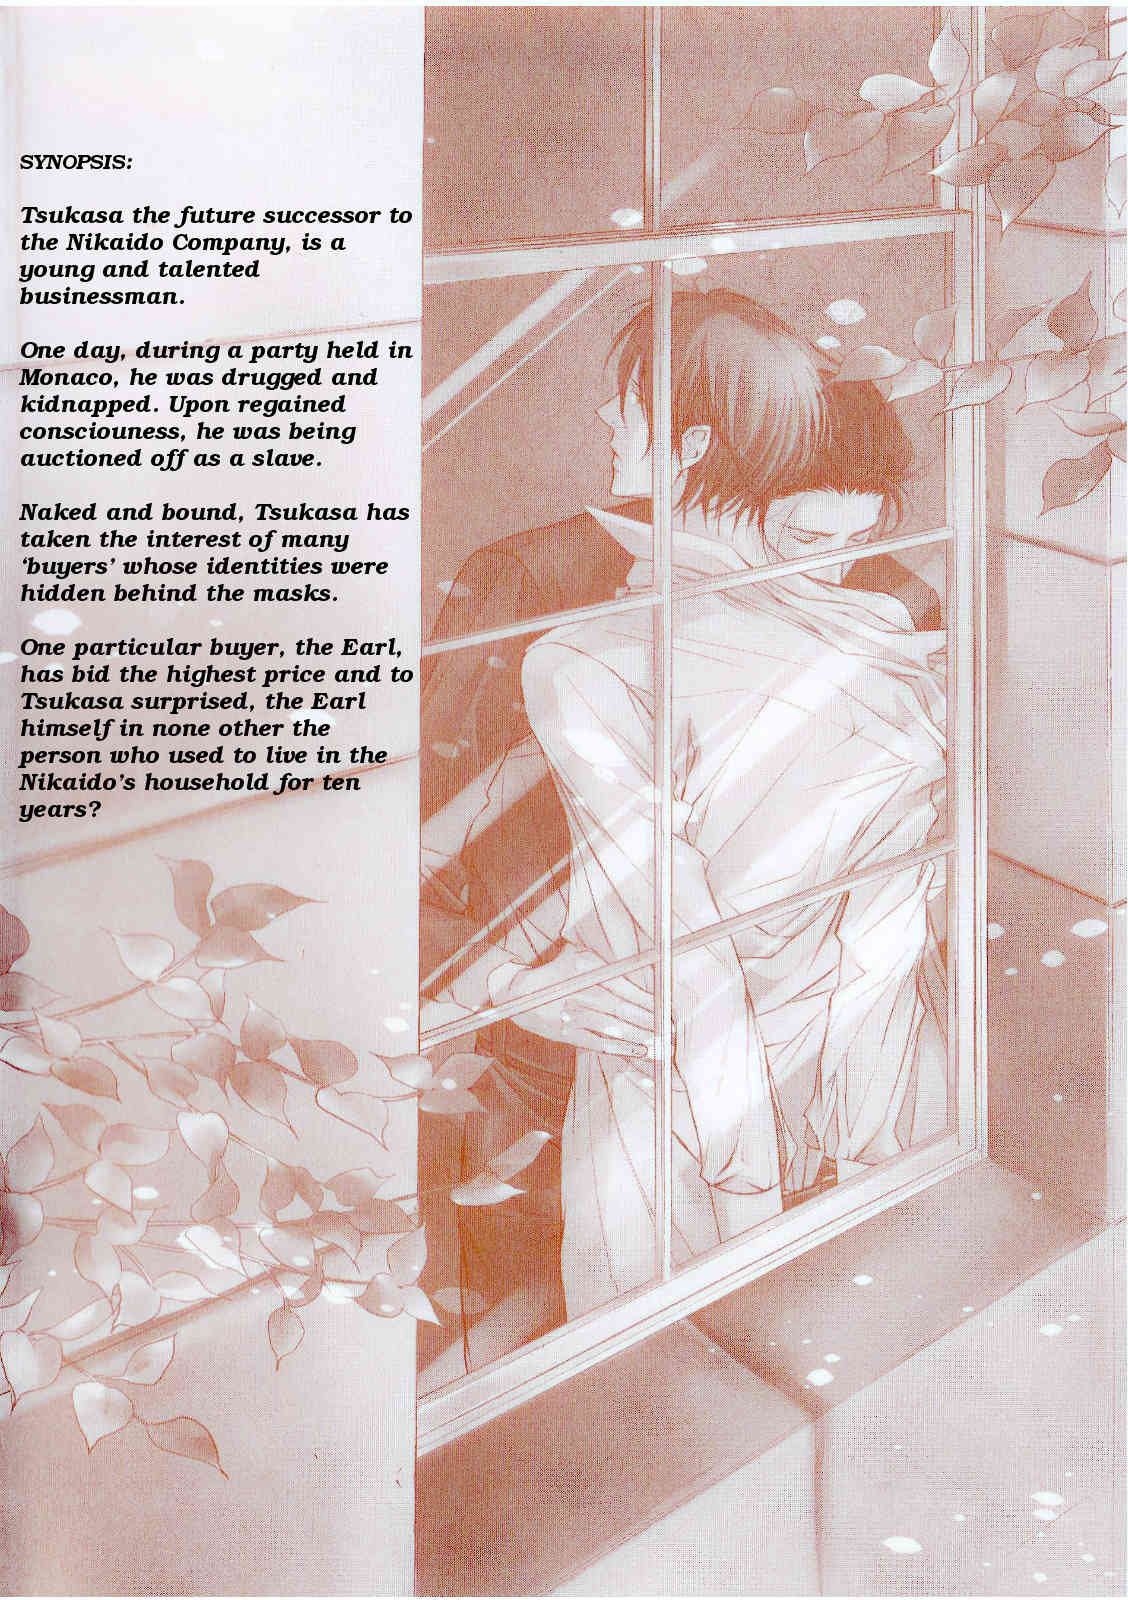 SYNOPSIS:
Tsukasa the future successor to
the Nikaido Company, is a
young and talented
businessman.
One day, during a party held in
Monaco, he was drugged and
kidnapped. Upon regained
consciouness, he was being
auctioned off as a slave.
Naked and bound, Tsukasa has
taken the interest of many
‘buyers’ whose identities were
hidden behind the masks.
One particular buyer, the Earl,
has bid the highest price and to
Tsukasa surprised, the Earl
himself in none other the
person who used to live in the
Nikaido’s household for ten
years?